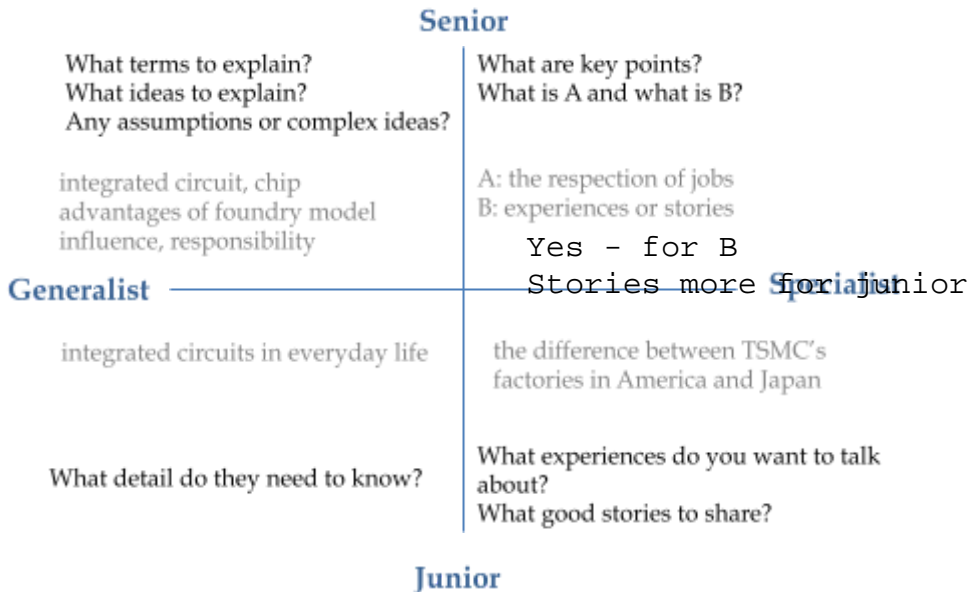 Senior
What terms to explain?
What ideas to explain?
Any assumptions or complex ideas?
What are key points?
What is A and what is B?
integrated circuit, chip
advantages of foundry model
influence, responsibility
A: the respection of jobs
B: experiences or stories
Yes - for B
Stories more for junior
Generalist
Specialist
integrated circuits in everyday life
the difference between TSMC's
factories in America and Japan
What detail do they need to know?
What experiences do you want to talk
about?
What good stories to share?
Junior